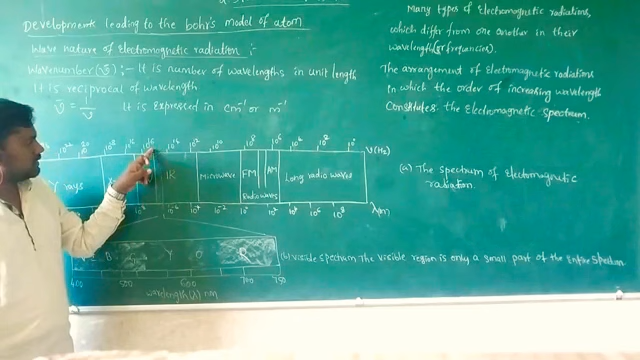 Developments leading to the bohr's model of atom
Wave nature of Electromagnetic radiation :-
Wavenumber(ν̄) :- It is number of wavelengths in unit length
It is reciprocal of wavelength
ν̄ = 1/ν It is expressed in cm⁻¹ or m⁻¹
Many types of Electromagnetic radiations,
which differ from one another in their
wavelength(or frequencies).
The arrangement of Electromagnetic radiations
in which the order of increasing wavelength
Constitutes the Electromagnetic spectrum.
ν(Hz)
rays IR Microwave FM AM Long radio waves
Radiowaves
λ(m)
(a) The spectrum of Electromagnetic
radiation.
B Y O R
(b) visible spectrum The visible region is only a small part of the Entire spectrum
400 500 600 700 750
wavelength(λ) nm